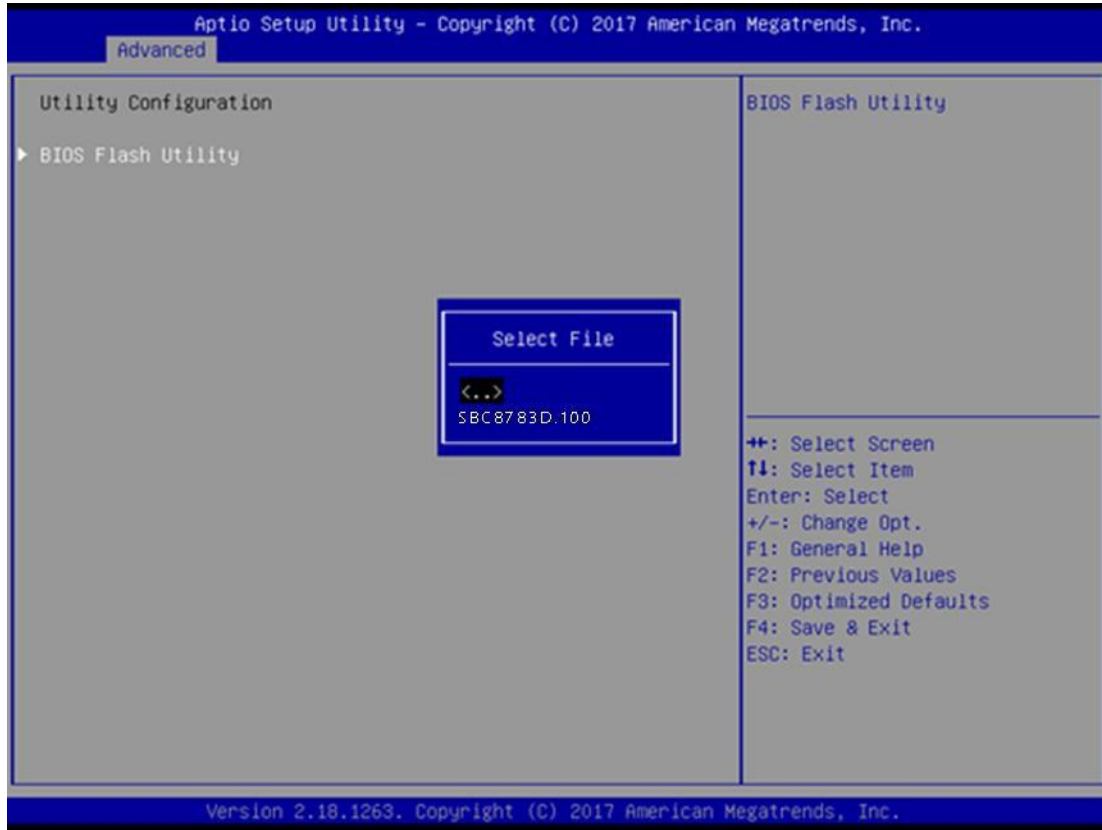 Aptio Setup Utility – Copyright (C) 2017 American Megatrends, Inc.
Advanced
Utility Configuration
▶ BIOS Flash Utility
BIOS Flash Utility
Select File
<..>
SBC8783D.100
→←: Select Screen
↑↓: Select Item
Enter: Select
+/-: Change Opt.
F1: General Help
F2: Previous Values
F3: Optimized Defaults
F4: Save & Exit
ESC: Exit
Version 2.18.1263. Copyright (C) 2017 American Megatrends, Inc.